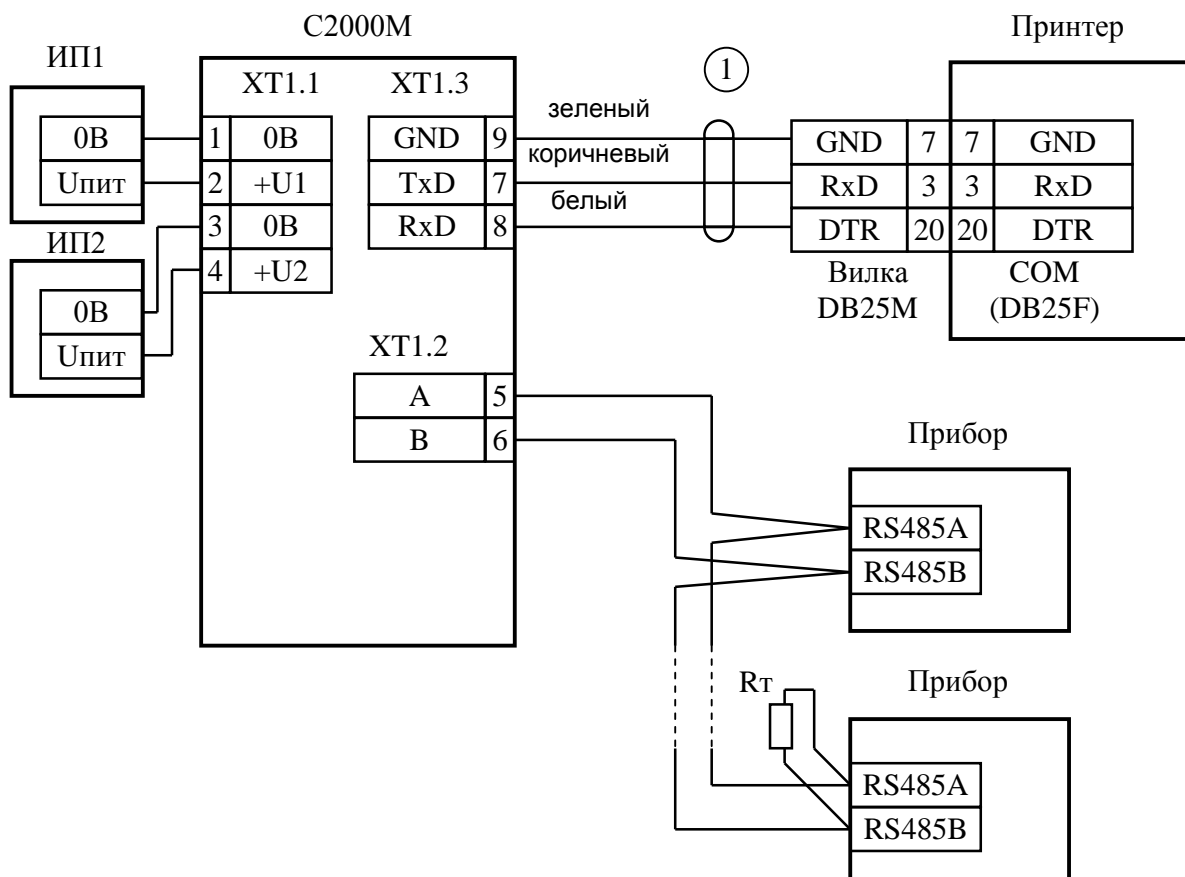 С2000М
Принтер
ИП1
XT1.1
XT1.3
1
зеленый
0В
1
0В
GND
9
GND
7
7
GND
коричневый
Uпит
2
+U1
TxD
7
RxD
3
3
RxD
белый
3
0В
RxD
8
DTR
20
20
DTR
ИП2
4
+U2
Вилка
DB25M
COM
(DB25F)
0В
Uпит
XT1.2
A
5
B
6
Прибор
RS485A
RS485B
Rт
Прибор
RS485A
RS485B